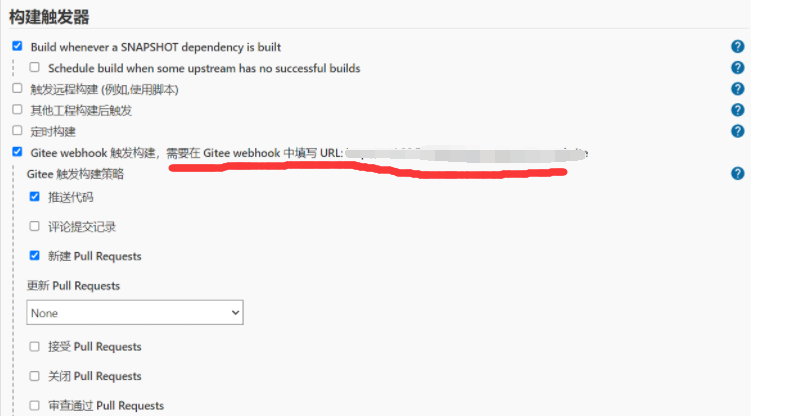 构建触发器
Build whenever a SNAPSHOT dependency is built
Schedule build when some upstream has no successful builds
触发远程构建 (例如,使用脚本)
其他工程构建后触发
定时构建
Gitee webhook 触发构建，需要在 Gitee webhook 中填写 URL:
Gitee 触发构建策略
推送代码
评论提交记录
新建 Pull Requests
更新 Pull Requests
None
接受 Pull Requests
关闭 Pull Requests
审查通过 Pull Requests